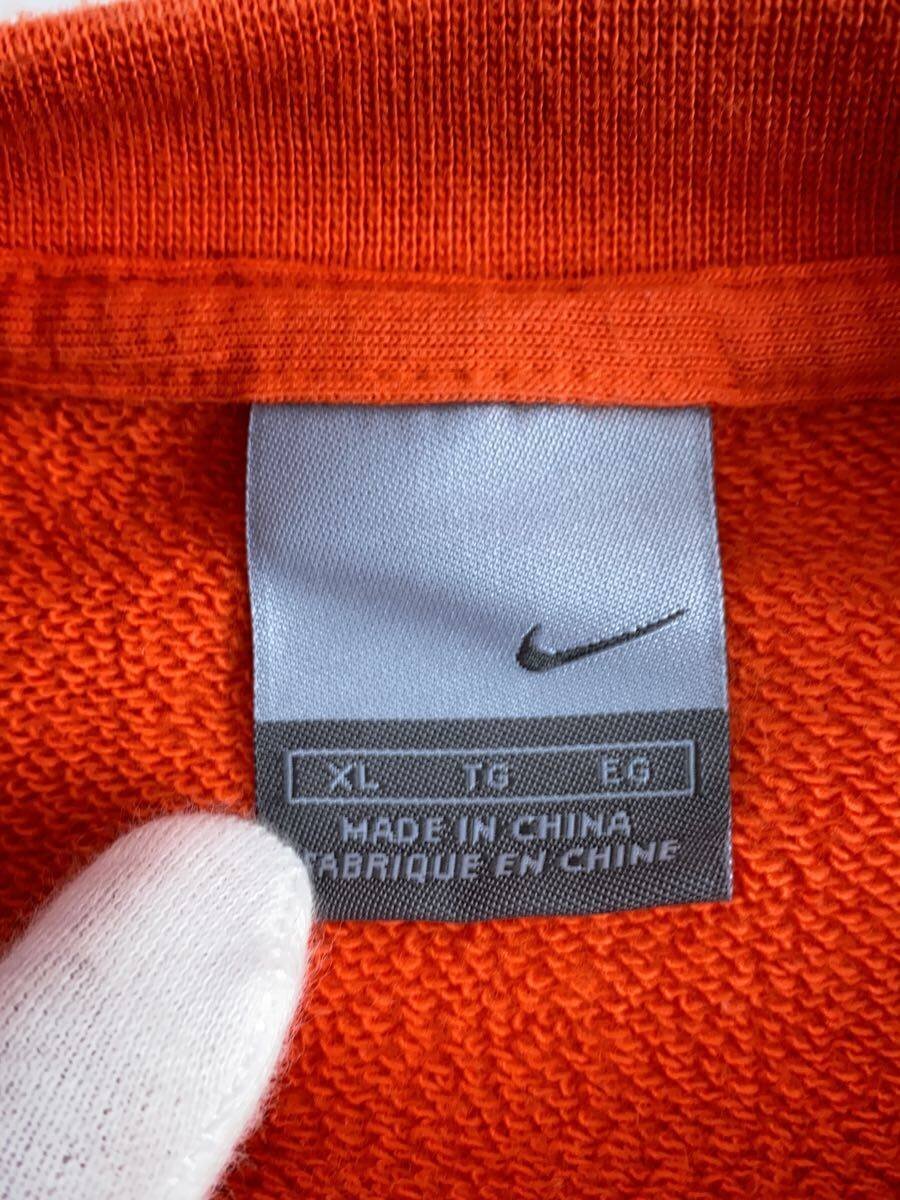 XL TG EG
MADE IN CHINA
FABRIQUE EN CHINE